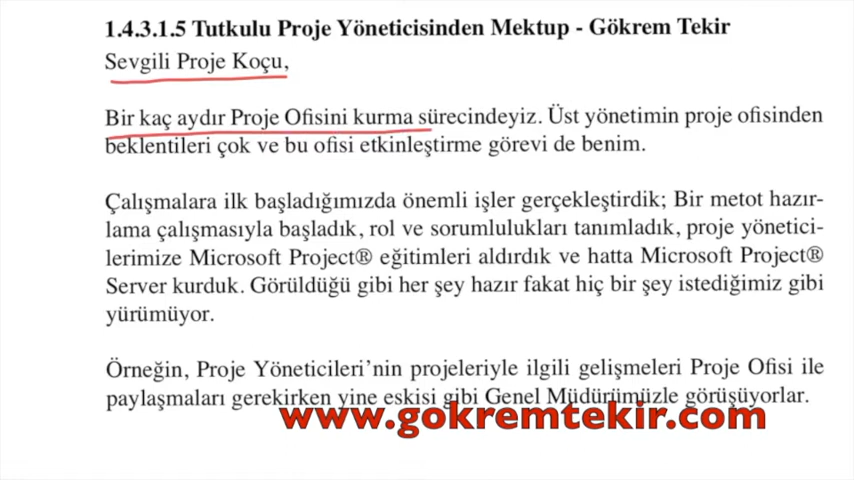 1.4.3.1.5 Tutkulu Proje Yöneticisinden Mektup - Gökrem Tekir
Sevgili Proje Koçu,
Bir kaç aydır Proje Ofisini kurma sürecindeyiz. Üst yönetimin proje ofisinden
beklentileri çok ve bu ofisi etkinleştirme görevi de benim.
Çalışmalara ilk başladığımızda önemli işler gerçekleştirdik; Bir metot hazır-
lama çalışmasıyla başladık, rol ve sorumlulukları tanımladık, proje yönetici-
lerimize Microsoft Project® eğitimleri aldırdık ve hatta Microsoft Project®
Server kurduk. Görüldüğü gibi her şey hazır fakat hiç bir şey istediğimiz gibi
yürümüyor.
Örneğin, Proje Yöneticileri’nin projeleriyle ilgili gelişmeleri Proje Ofisi ile
paylaşmaları gerekirken yine eskisi gibi Genel Müdürümüzle görüşüyorlar.
www.gokremtekir.com